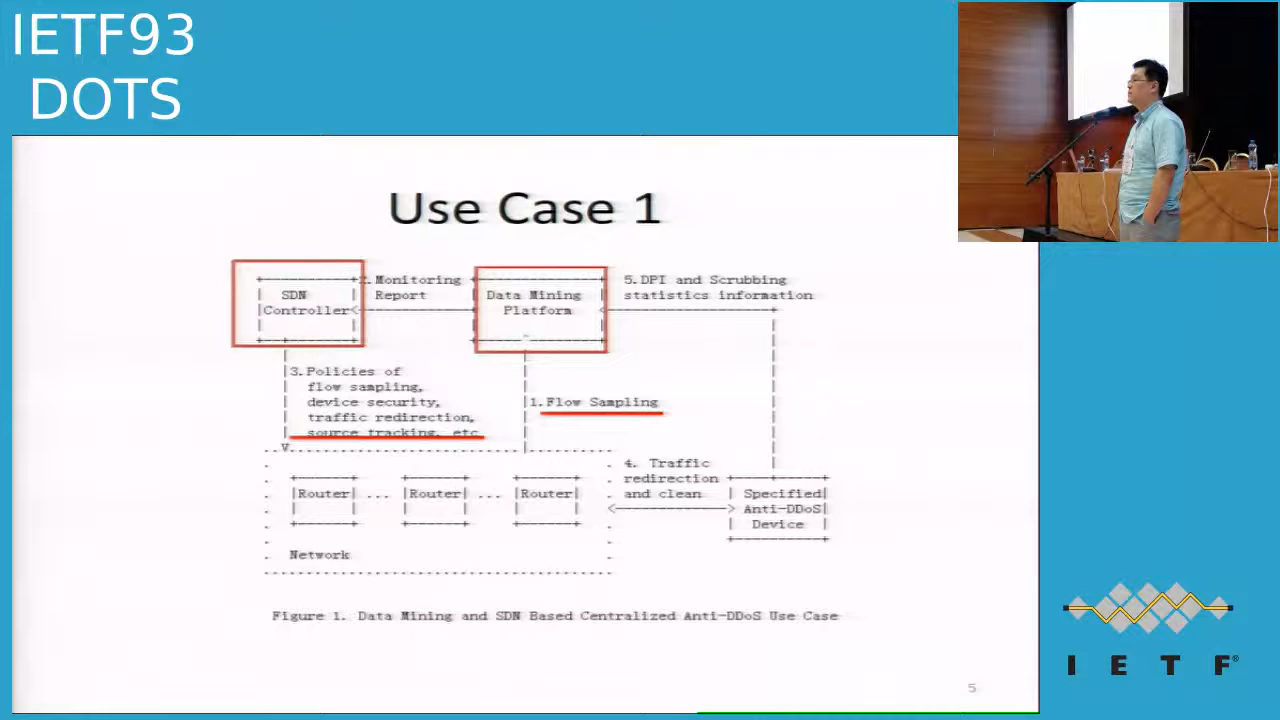 IETF93
DOTS
Use Case 1
2.Monitoring
Report
SDN
Controller
Data Mining
Platform
5.DPI and Scrubbing
statistics information
3.Policies of
flow sampling,
device security,
traffic redirection,
source tracking, etc
1.Flow Sampling
4. Traffic
redirection
and clean
Router ... Router ... Router
Specified
Anti-DDoS
Device
Network
Figure 1. Data Mining and SDN Based Centralized Anti-DDoS Use Case
5
I E T F®